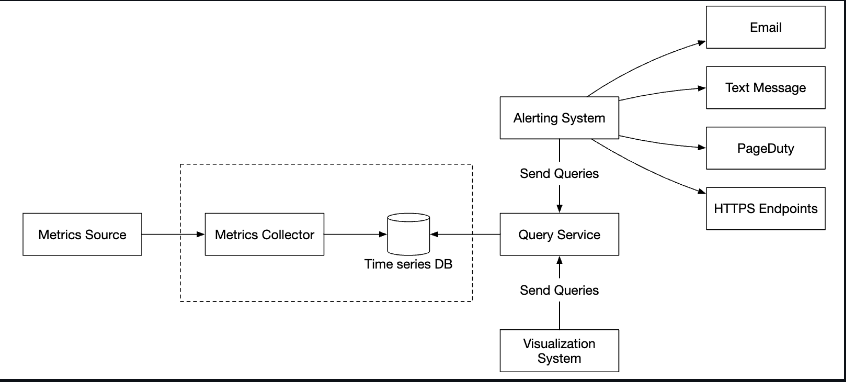 Email
Text Message
Alerting System
PageDuty
Send Queries
HTTPS Endpoints
Metrics Source
Metrics Collector
Query Service
Time series DB
Send Queries
Visualization
System